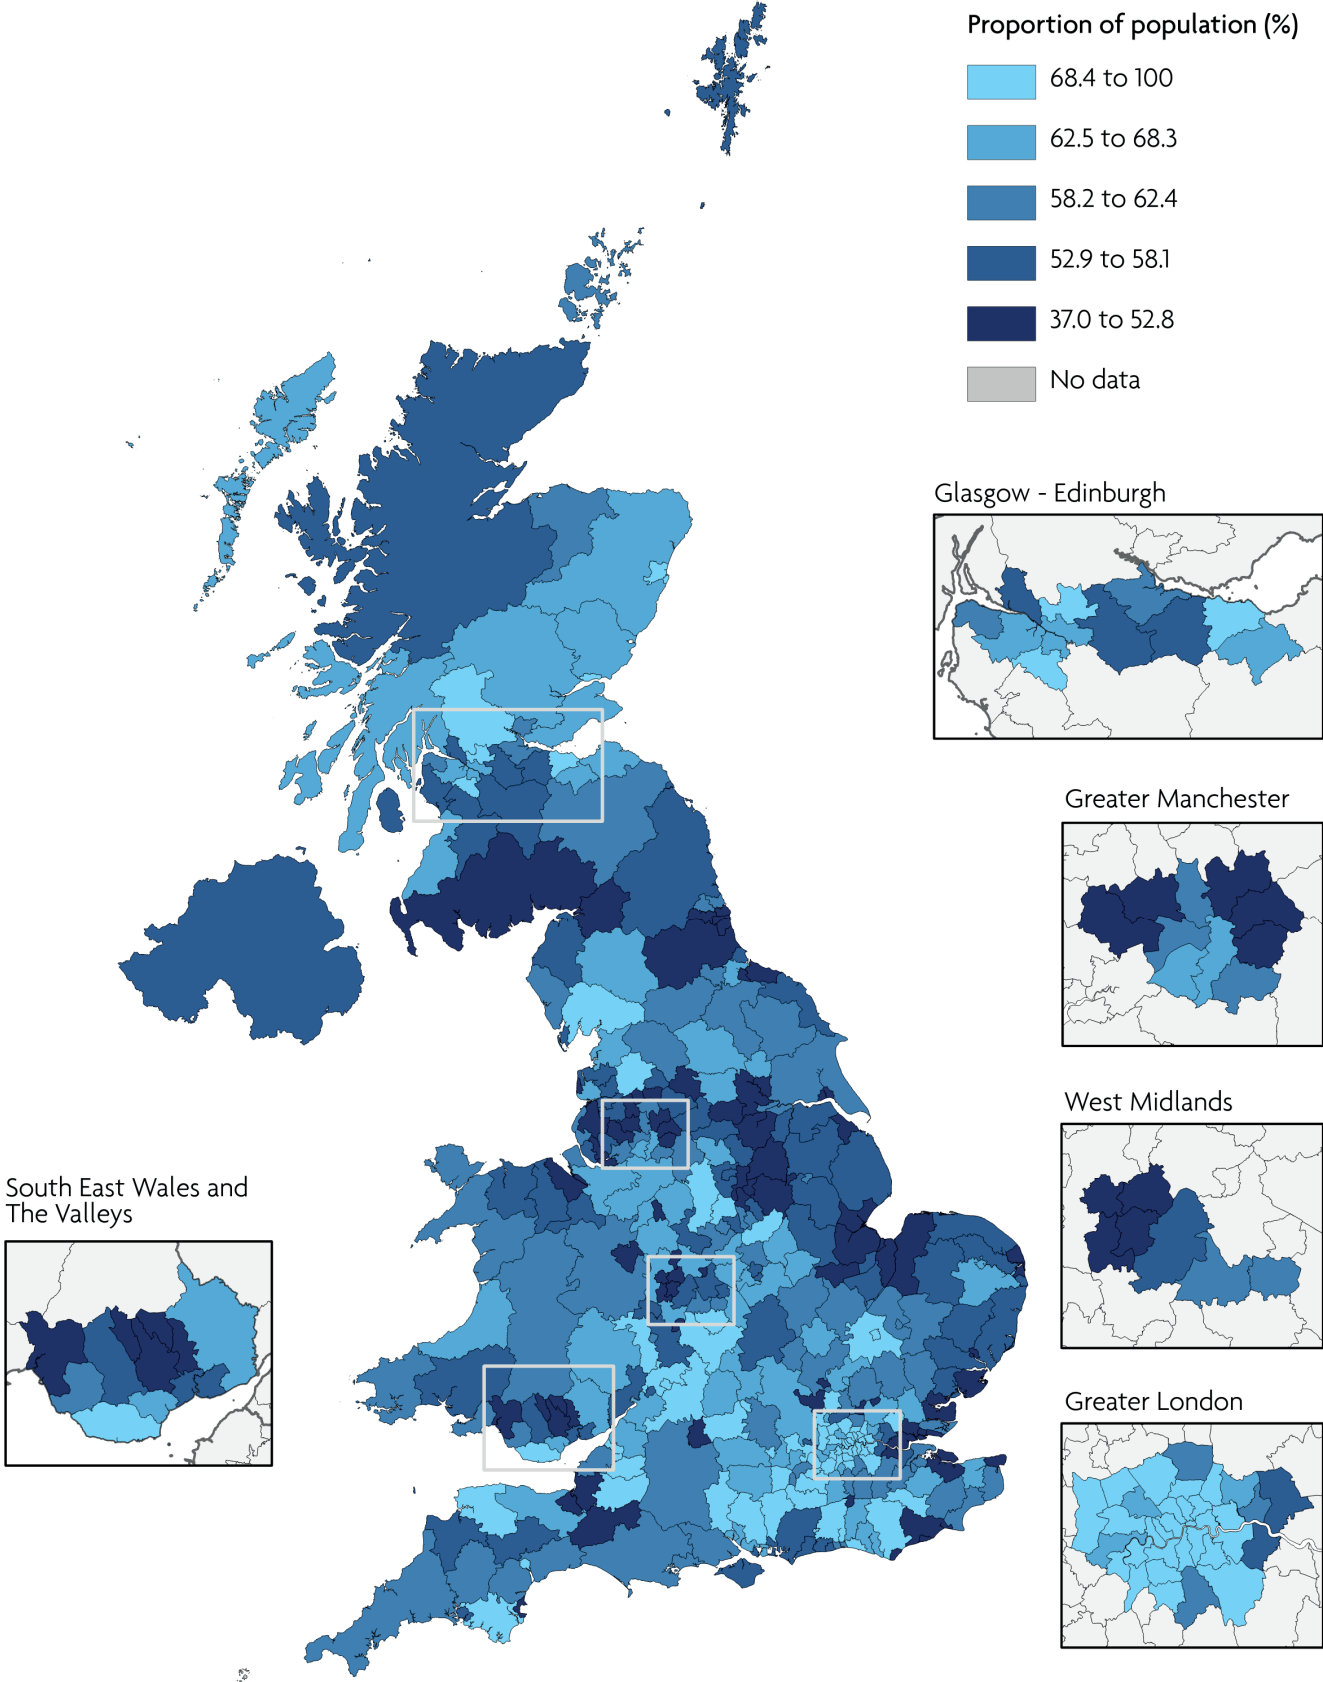 Proportion of population (%)
68.4 to 100
62.5 to 68.3
58.2 to 62.4
52.9 to 58.1
37.0 to 52.8
No data
Glasgow - Edinburgh
Greater Manchester
West Midlands
South East Wales and
The Valleys
Greater London